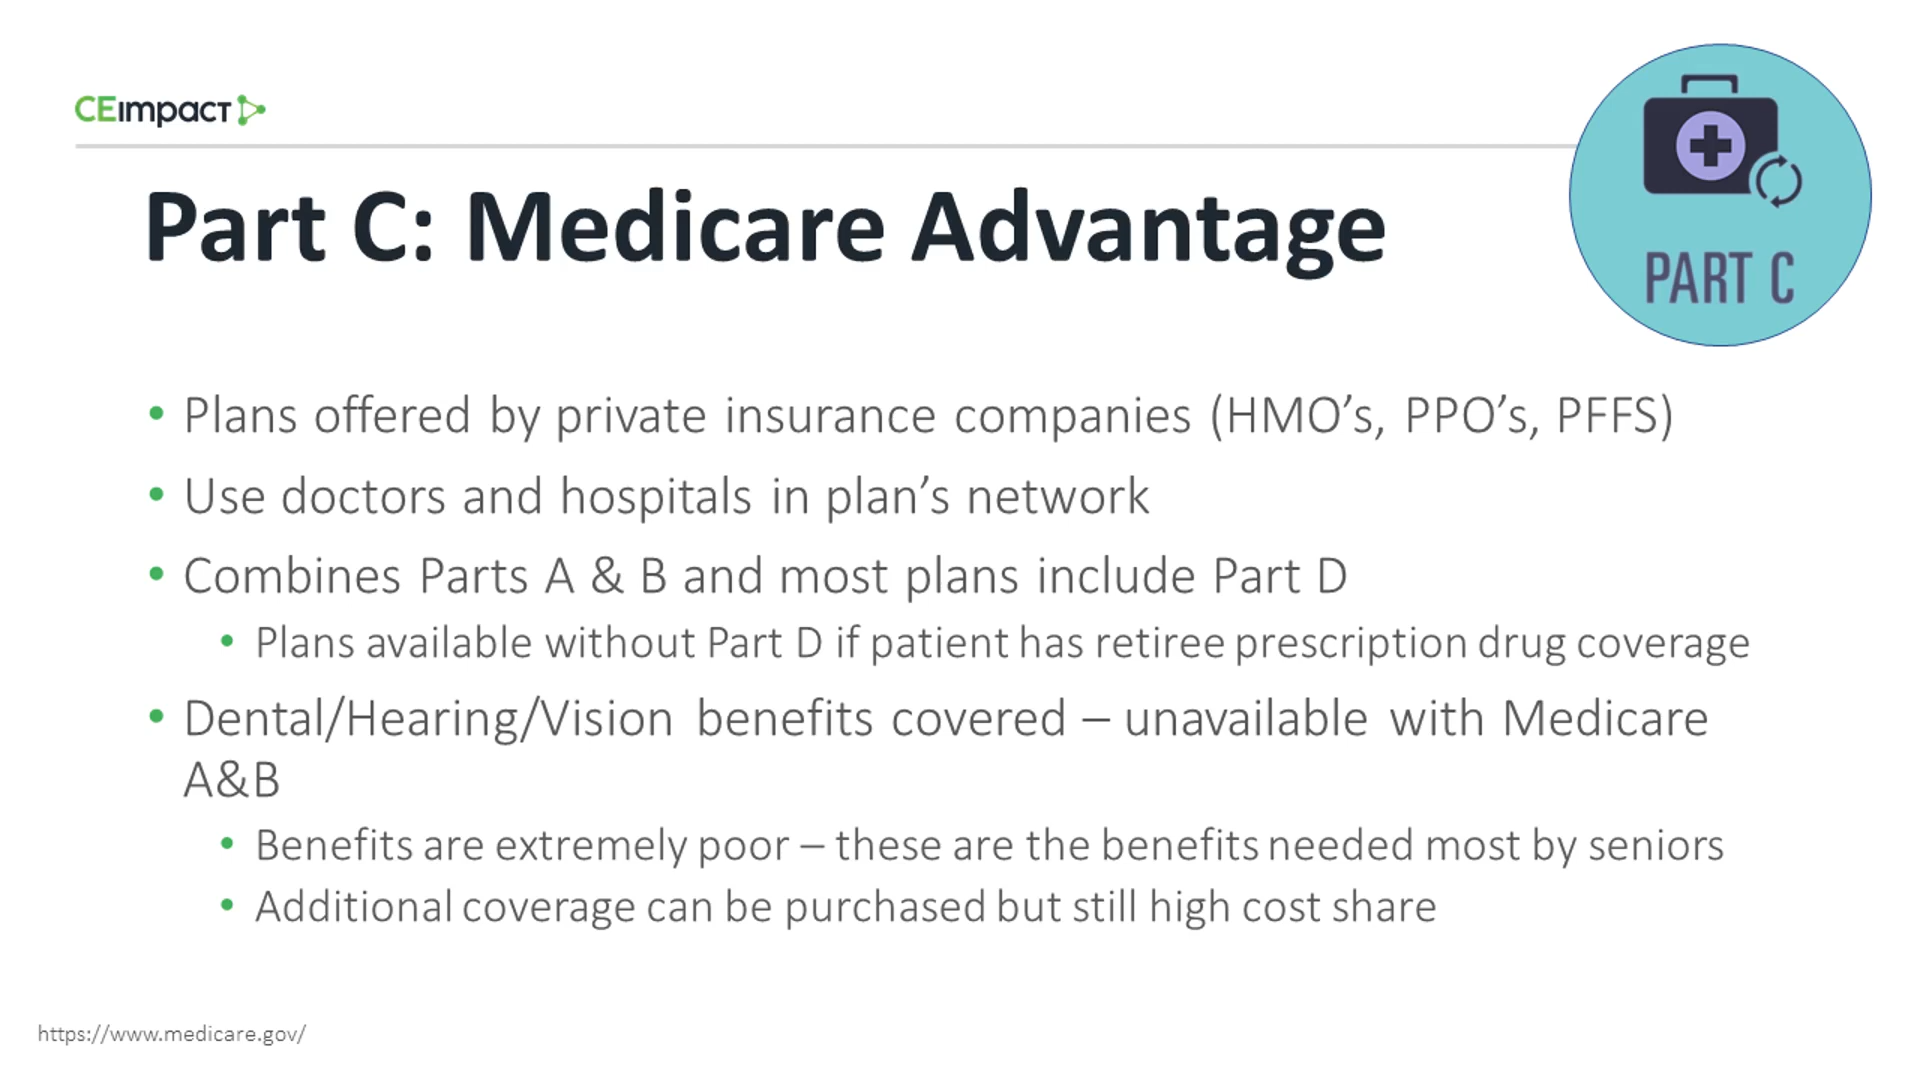 CEimpact
PART C
Part C: Medicare Advantage
• Plans offered by private insurance companies (HMO’s, PPO’s, PFFS)
• Use doctors and hospitals in plan’s network
• Combines Parts A & B and most plans include Part D
• Plans available without Part D if patient has retiree prescription drug coverage
• Dental/Hearing/Vision benefits covered – unavailable with Medicare
A&B
• Benefits are extremely poor – these are the benefits needed most by seniors
• Additional coverage can be purchased but still high cost share
https://www.medicare.gov/